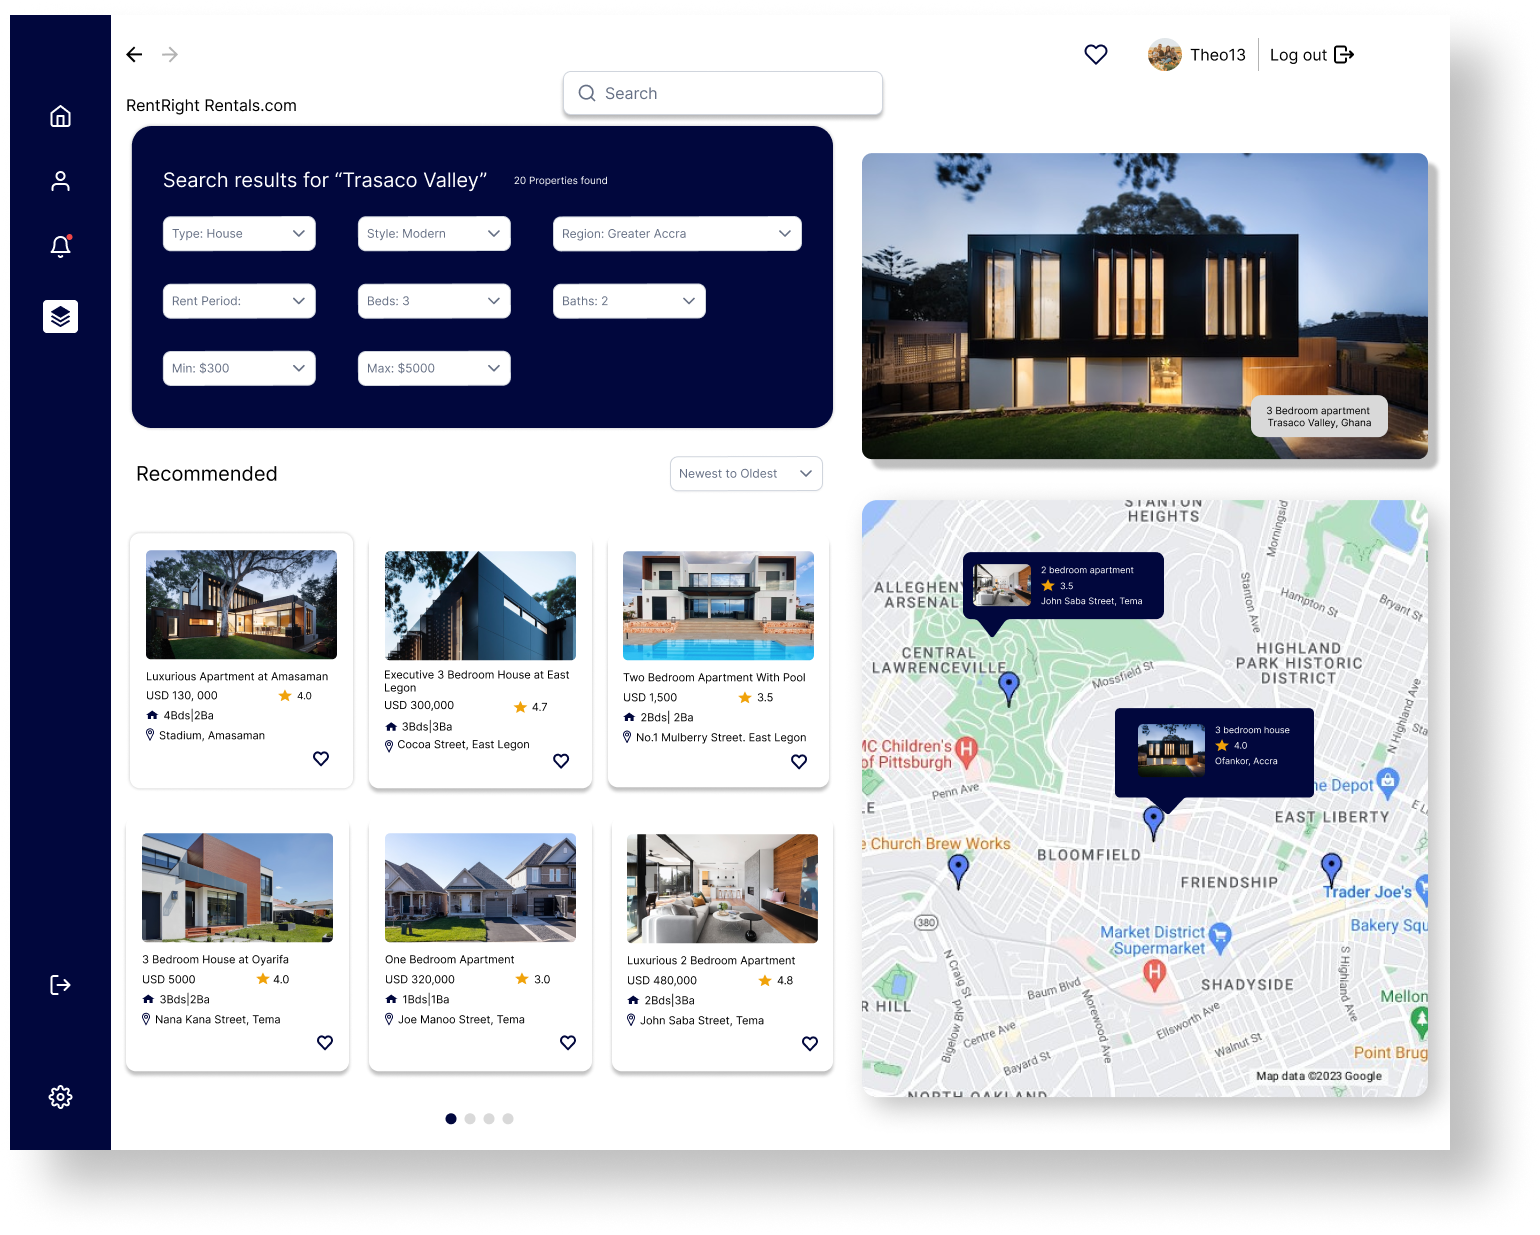 Theo13
Log out
Search
RentRight Rentals.com
Search results for “Trasaco Valley”
20 Properties found
Type: House
Style: Modern
Region: Greater Accra
Rent Period:
Beds: 3
Baths: 2
Min: $300
Max: $5000
3 Bedroom apartment
Trasaco Valley, Ghana
Recommended
Newest to Oldest
Luxurious Apartment at Amasaman
USD 130, 000
4.0
4Bds|2Ba
Stadium, Amasaman
Executive 3 Bedroom House at East
Legon
USD 300,000
4.7
3Bds|3Ba
Cocoa Street, East Legon
Two Bedroom Apartment With Pool
USD 1,500
3.5
2Bds| 2Ba
No.1 Mulberry Street. East Legon
3 Bedroom House at Oyarifa
USD 5000
4.0
3Bds|2Ba
Nana Kana Street, Tema
One Bedroom Apartment
USD 320,000
3.0
1Bds|1Ba
Joe Manoo Street, Tema
Luxurious 2 Bedroom Apartment
USD 480,000
4.8
2Bds|3Ba
John Saba Street, Tema
STANTON
HEIGHTS
Morningsid
2 bedroom apartment
3.5
John Saba Street, Tema
ALLEGHENY
ARSENAL
Stanton Ave
Hampton St
Bryant St
CENTRAL
LAWRENCEVILLE
HIGHLAND
PARK HISTORIC
DISTRICT
Mossfield St
N Highland Ave
3 bedroom house
4.0
Ofankor, Accra
Sta
MC Children's
of Pittsburgh
H
Penn Ave
ne Depot
LE
E L
EAST LIBERTY
e Church Brew Works
BLOOMFIELD
FRIENDSHIP
Trader Joe's
380
Market District
Supermarket
Bakery Squ
N Craig St
H
Baum Blvd
SHADYSIDE
S Highland Ave
R HILL
Mellon
Bigelow Blvd
Centre Ave
Morewood Ave
Ellsworth Ave
Walnut St
Bayard St
Point Brug
Map data ©2023 Google
NORTH OAKLAND